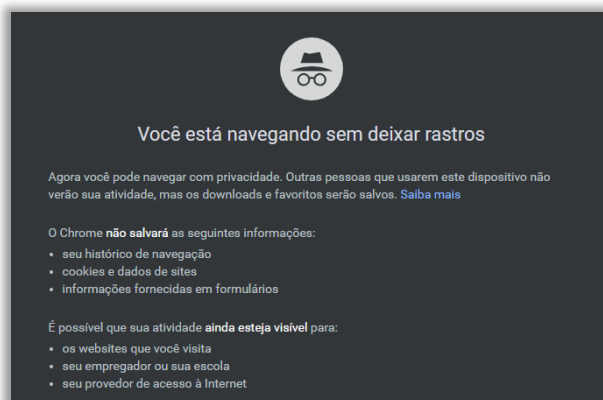 Você está navegando sem deixar rastros
Agora você pode navegar com privacidade. Outras pessoas que usarem este dispositivo não
verão sua atividade, mas os downloads e favoritos serão salvos. Saiba mais
O Chrome não salvará as seguintes informações:
• seu histórico de navegação
• cookies e dados de sites
• informações fornecidas em formulários
É possível que sua atividade ainda esteja visível para:
• os websites que você visita
• seu empregador ou sua escola
• seu provedor de acesso à Internet